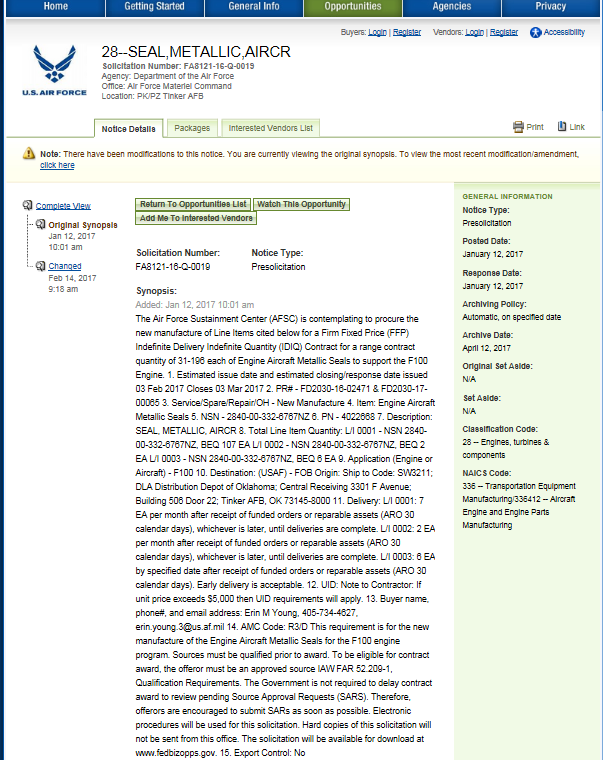 Home Getting Started General Info Opportunities Agencies Privacy
Buyers: Login | Register Vendors: Login | Register Accessibility
28--SEAL,METALLIC,AIRCR
Solicitation Number: FA8121-16-Q-0019
Agency: Department of the Air Force
Office: Air Force Materiel Command
Location: PK/PZ Tinker AFB
U.S. AIR FORCE
Notice Details Packages Interested Vendors List Print Link
Note: There have been modifications to this notice. You are currently viewing the original synopsis. To view the most recent modification/amendment,
click here
Complete View
Original Synopsis
Jan 12, 2017
10:01 am
Changed
Feb 14, 2017
9:18 am
Return To Opportunities List Watch This Opportunity
Add Me To Interested Vendors
Solicitation Number: Notice Type:
FA8121-16-Q-0019 Presolicitation
Synopsis:
Added: Jan 12, 2017 10:01 am
The Air Force Sustainment Center (AFSC) is contemplating to procure the
new manufacture of Line Items cited below for a Firm Fixed Price (FFP)
Indefinite Delivery Indefinite Quantity (IDIQ) Contract for a range contract
quantity of 31-196 each of Engine Aircraft Metallic Seals to support the F100
Engine. 1. Estimated issue date and estimated closing/response date issued
03 Feb 2017 Closes 03 Mar 2017 2. PR# - FD2030-16-02471 & FD2030-17-
00065 3. Service/Spare/Repair/OH - New Manufacture 4. Item: Engine Aircraft
Metallic Seals 5. NSN - 2840-00-332-6767NZ 6. PN - 4022668 7. Description:
SEAL, METALLIC, AIRCR 8. Total Line Item Quantity: L/I 0001 - NSN 2840-
00-332-6767NZ, BEQ 107 EA L/I 0002 - NSN 2840-00-332-6767NZ, BEQ 2
EA L/I 0003 - NSN 2840-00-332-6767NZ, BEQ 6 EA 9. Application (Engine or
Aircraft) - F100 10. Destination: (USAF) - FOB Origin: Ship to Code: SW3211;
DLA Distribution Depot of Oklahoma; Central Receiving 3301 F Avenue;
Building 506 Door 22; Tinker AFB, OK 73145-8000 11. Delivery: L/I 0001: 7
EA per month after receipt of funded orders or reparable assets (ARO 30
calendar days), whichever is later, until deliveries are complete. L/I 0002: 2 EA
per month after receipt of funded orders or reparable assets (ARO 30
calendar days), whichever is later, until deliveries are complete. L/I 0003: 6 EA
by specified date after receipt of funded orders or reparable assets (ARO 30
calendar days). Early delivery is acceptable. 12. UID: Note to Contractor: If
unit price exceeds $5,000 then UID requirements will apply. 13. Buyer name,
phone#, and email address: Erin M Young, 405-734-4627,
erin.young.3@us.af.mil 14. AMC Code: R3/D This requirement is for the new
manufacture of the Engine Aircraft Metallic Seals for the F100 engine
program. Sources must be qualified prior to award. To be eligible for contract
award, the offeror must be an approved source IAW FAR 52.209-1,
Qualification Requirements. The Government is not required to delay contract
award to review pending Source Approval Requests (SARS). Therefore,
offerors are encouraged to submit SARs as soon as possible. Electronic
procedures will be used for this solicitation. Hard copies of this solicitation will
not be sent from this office. The solicitation will be available for download at
www.fedbizopps.gov. 15. Export Control: No
GENERAL INFORMATION
Notice Type:
Presolicitation
Posted Date:
January 12, 2017
Response Date:
January 12, 2017
Archiving Policy:
Automatic, on specified date
Archive Date:
April 12, 2017
Original Set Aside:
N/A
Set Aside:
N/A
Classification Code:
28 -- Engines, turbines &
components
NAICS Code:
336 -- Transportation Equipment
Manufacturing/336412 -- Aircraft
Engine and Engine Parts
Manufacturing